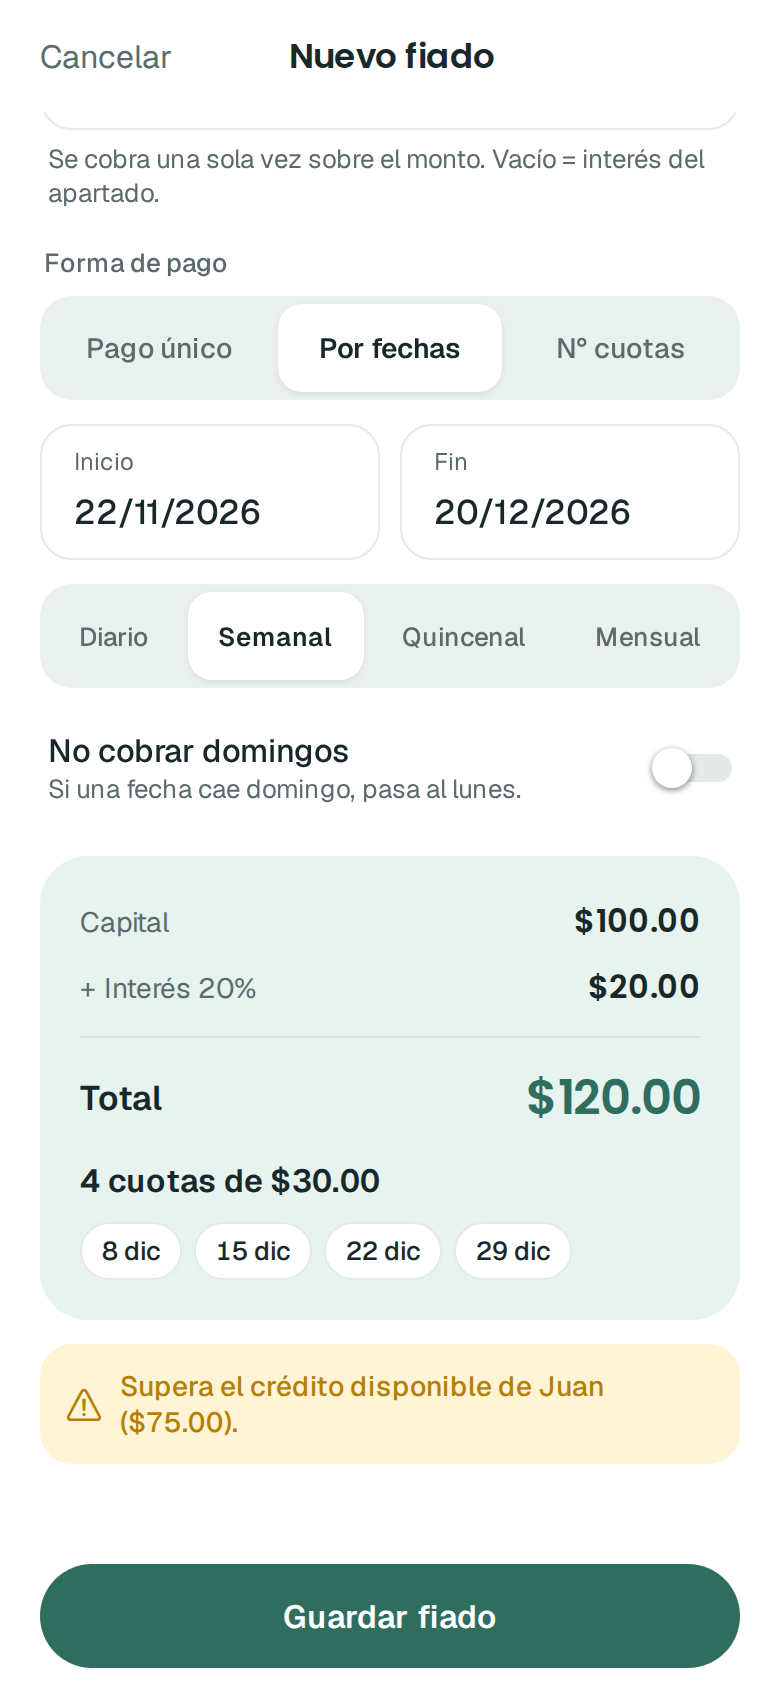 Cancelar
Nuevo fiado
Se cobra una sola vez sobre el monto. Vacío = interés del
apartado.
Forma de pago
Pago único
Por fechas
N° cuotas
Inicio
22/11/2026
Fin
20/12/2026
Diario
Semanal
Quincenal
Mensual
No cobrar domingos
Si una fecha cae domingo, pasa al lunes.
Capital
$100.00
+ Interés 20%
$20.00
Total
$120.00
4 cuotas de $30.00
8 dic
15 dic
22 dic
29 dic
Supera el crédito disponible de Juan
($75.00).
Guardar fiado